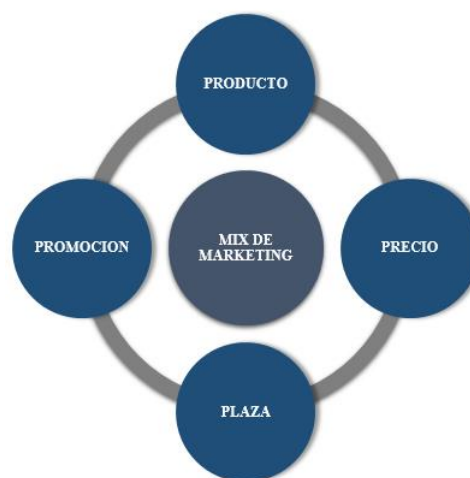 PRODUCTO
PROMOCION
MIX DE
MARKETING
PRECIO
PLAZA